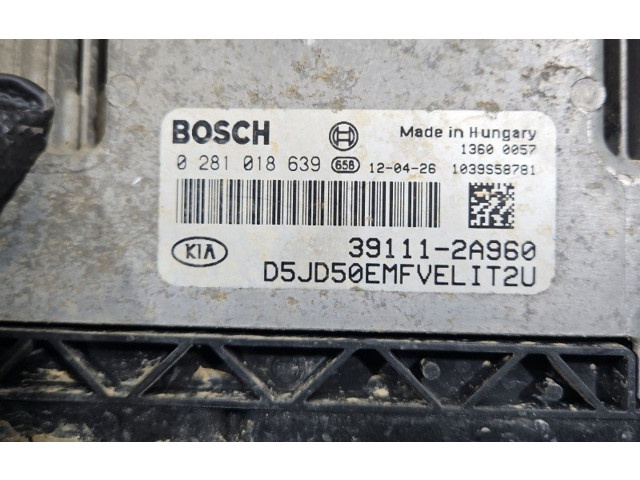 BOSCH Made in Hungary
1360 0057
0 281 018 639 658 12-04-26 1039S58781
KIA 39111-2A960
D5JD50EMFVELIT2U